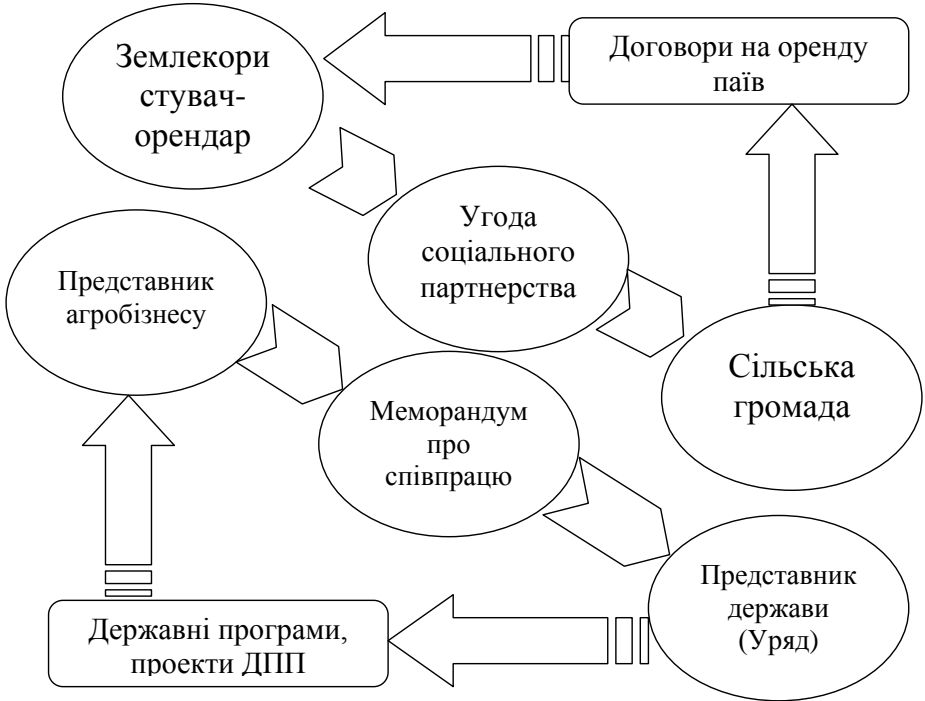 Землекори
стувач-
орендар
Договори на оренду
паїв
Угода
соціального
партнерства
Представник
агробізнесу
Сільська
громада
Меморандум
про
співпрацю
Представник
держави
(Уряд)
Державні програми,
проекти ДПП